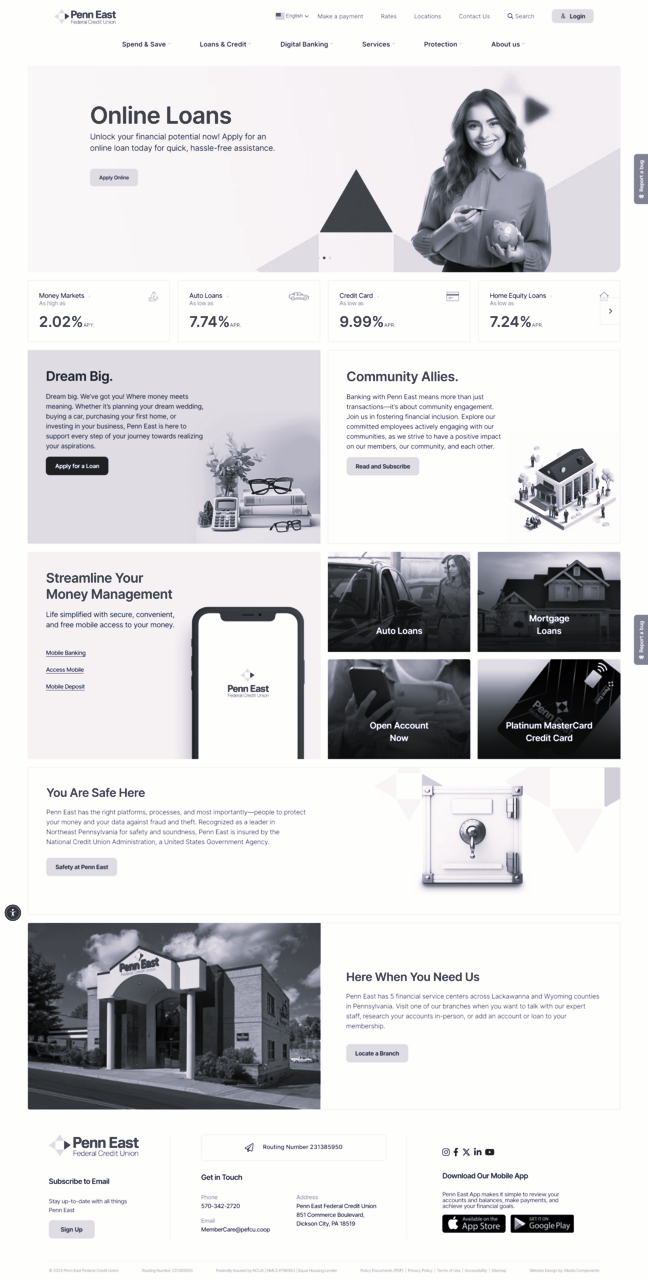 Penn East
Federal Credit Union
English
Make a payment
Rates
Locations
Contact Us
Search
Login
Spend & Save
Loans & Credit
Digital Banking
Services
Protection
About us
Online Loans
Unlock your financial potential now! Apply for an
online loan today for quick, hassle-free assistance.
Apply Online
Report a bug
Money Markets
As high as
2.02% APY.
Auto Loans
As low as
7.74% APR.
Credit Card
As low as
9.99% APR.
Home Equity Loans
As low as
7.24% APR.
Dream Big.
Dream big. We've got you! Where money meets
meaning. Whether it's planning your dream wedding,
buying a car, purchasing your first home, or
investing in your business, Penn East is here to
support every step of your journey towards realizing
your aspirations.
Apply for a Loan
Community Allies.
Banking with Penn East means more than just
transactions—it's about community engagement.
Join us in fostering financial inclusion. Explore our
committed employees actively engaging with our
communities, as we strive to have a positive impact
on our members, our community, and each other.
Read and Subscribe
Streamline Your
Money Management
Life simplified with secure, convenient,
and free mobile access to your money.
Mobile Banking
Access Mobile
Mobile Deposit
Penn East
Federal Credit Union
Auto Loans
Mortgage
Loans
Open Account
Now
Penn East
Platinum MasterCard
Credit Card
Report a bug
You Are Safe Here
Penn East has the right platforms, processes, and most importantly—people to protect
your money and your data against fraud and theft. Recognized as a leader in
Northeast Pennsylvania for safety and soundness, Penn East is insured by the
National Credit Union Administration, a United States Government Agency.
Safety at Penn East
Penn East
Here When You Need Us
Penn East has 5 financial service centers across Lackawanna and Wyoming counties
in Pennsylvania. Visit one of our branches when you want to talk with our expert
staff, research your accounts in-person, or add an account or loan to your
membership.
Locate a Branch
Penn East
Federal Credit Union
Subscribe to Email
Stay up-to-date with all things
Penn East
Sign Up
Routing Number 231385950
Get in Touch
Phone
570-342-2720
Email
MemberCare@pefcu.coop
Address
Penn East Federal Credit Union
851 Commerce Boulevard,
Dickson City, PA 18519
Download Our Mobile App
Penn East App makes it simple to review your
accounts and balances, make payments, and
achieve your financial goals.
Available on the
App Store
GET IT ON
Google Play
© 2024 Penn East Federal Credit Union
Routing Number: 231385950
Policy Documents (PDF) | Privacy Policy | Terms of Use | Accessibility | Sitemap
Website Design by: Media Components